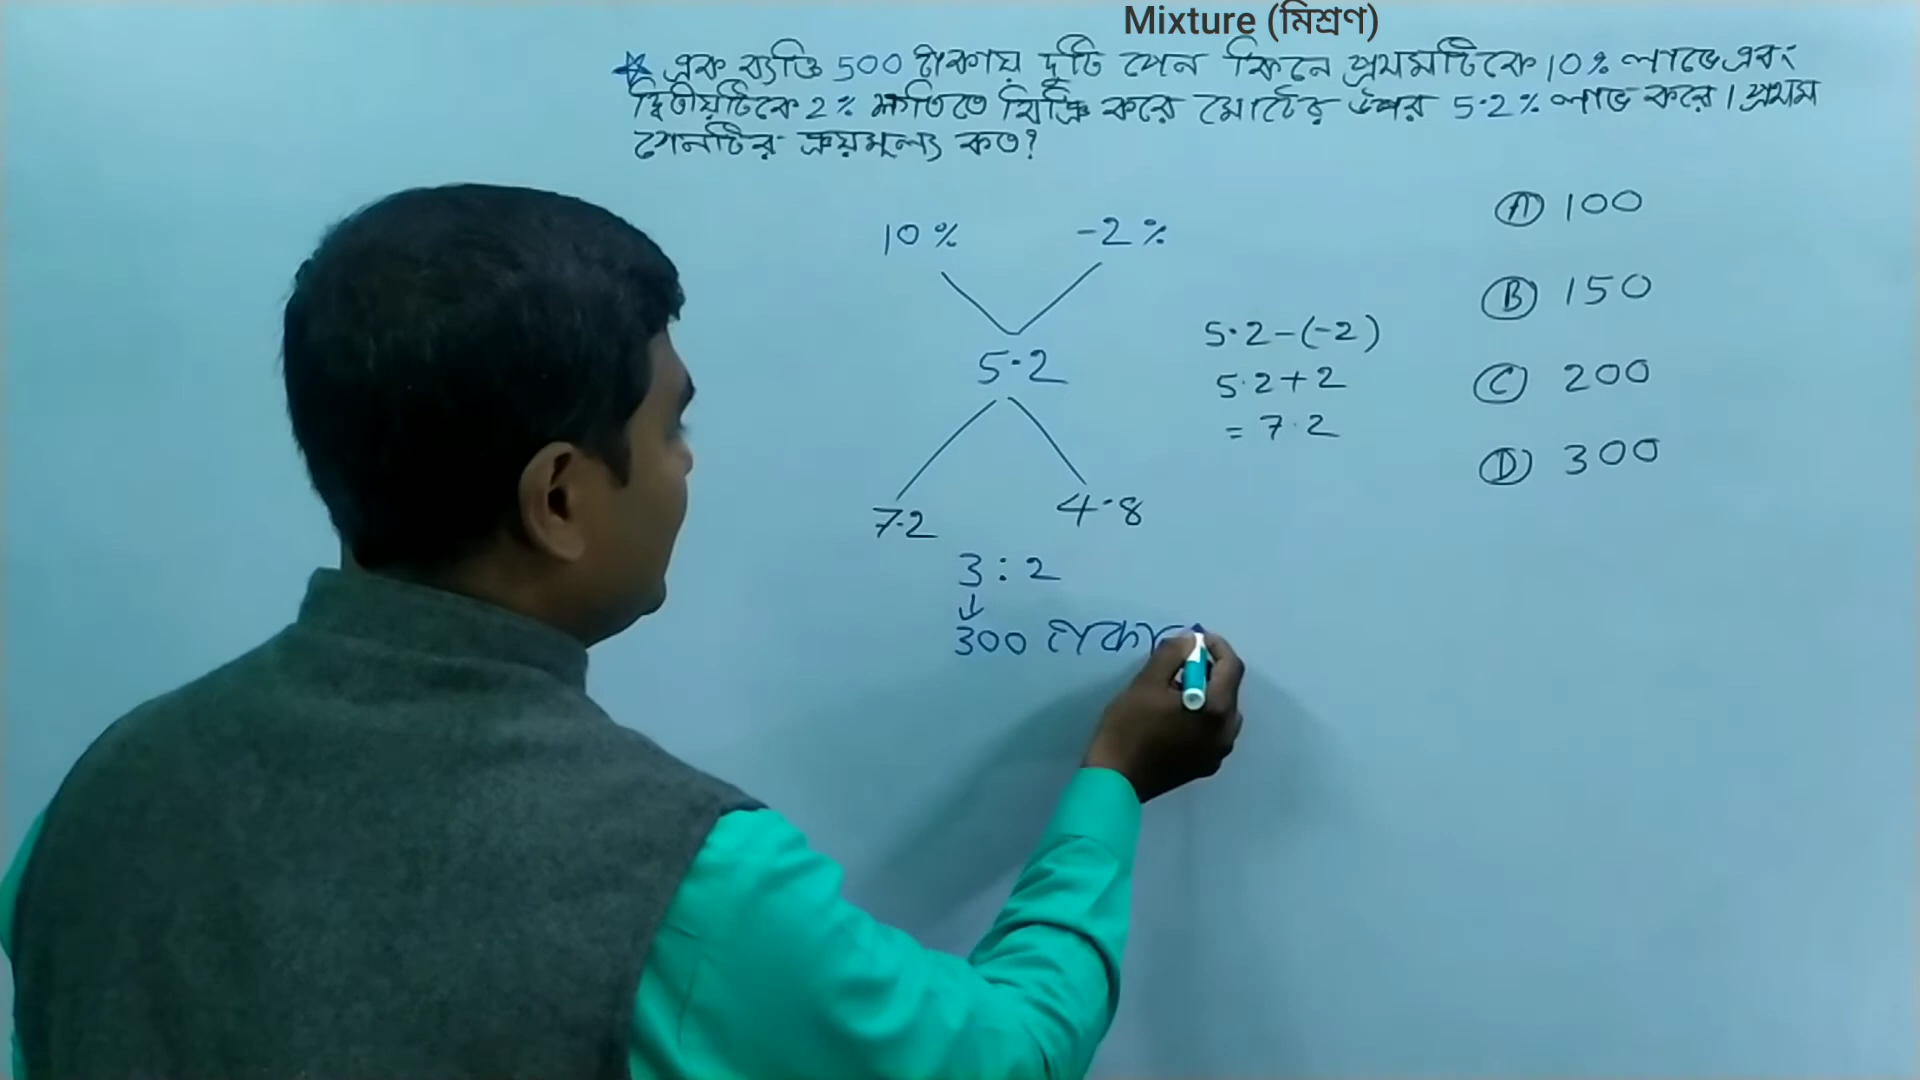 Mixture (মিশ্রণ)
এক ব্যাক্তি 500 টাকায় দুটি পেন কিনে প্রথমটিকে 10% লাভে এবং
দ্বিতীয়টিকে 2% ক্ষতিতে বিক্রি করে মোটের উপর 5.2% লাভ করে। প্রথম
পেনটির ক্রয়মূল্য কত?
10% -2%
5.2
7.2 4.8
3 : 2
↓
300 টাকা
5.2-(-2)
5.2+2
= 7.2
Ⓐ 100
Ⓑ 150
Ⓒ 200
Ⓓ 300